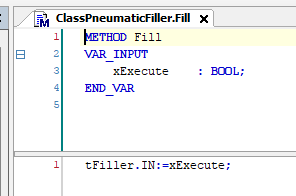 ClassPneumaticFiller.Fill
1 METHOD Fill
2 VAR_INPUT
3 xExecute : BOOL;
4 END_VAR
5
1 tFiller.IN:=xExecute;